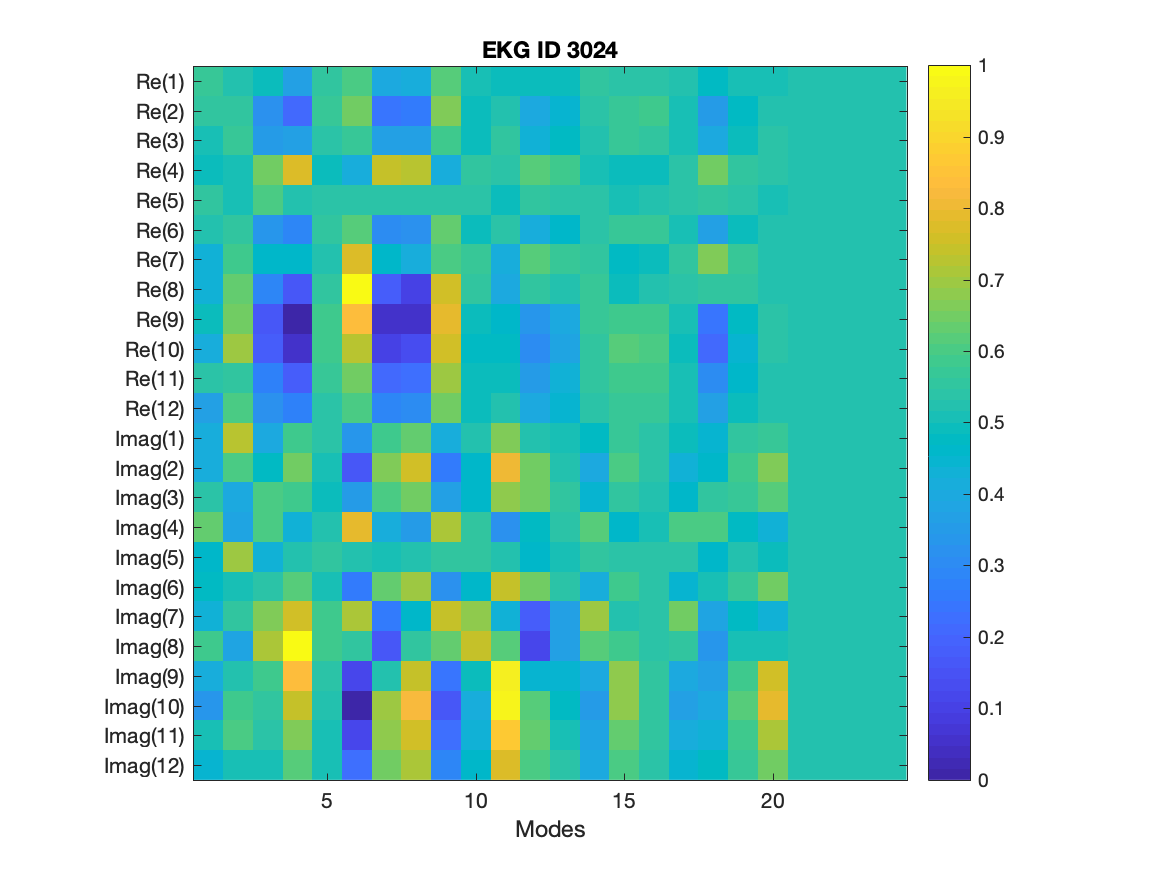 EKG ID 3024
Re(1)
Re(2)
Re(3)
Re(4)
Re(5)
Re(6)
Re(7)
Re(8)
Re(9)
Re(10)
Re(11)
Re(12)
Imag(1)
Imag(2)
Imag(3)
Imag(4)
Imag(5)
Imag(6)
Imag(7)
Imag(8)
Imag(9)
Imag(10)
Imag(11)
Imag(12)
5 10 15 20
Modes
1
0.9
0.8
0.7
0.6
0.5
0.4
0.3
0.2
0.1
0